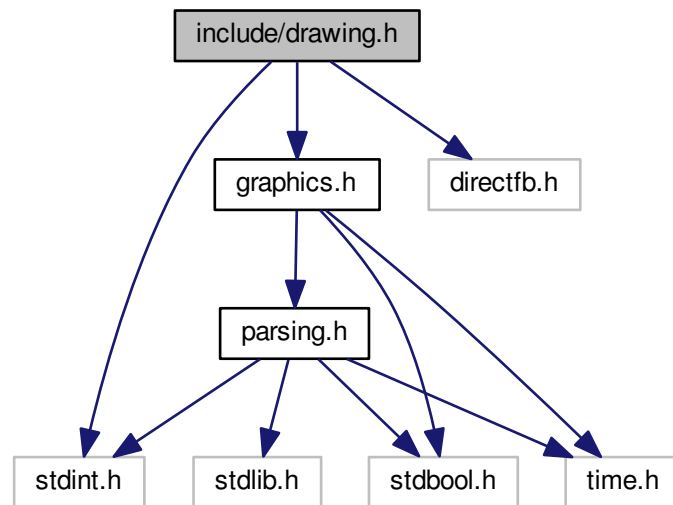 include/drawing.h
graphics.h
directfb.h
parsing.h
stdint.h
stdlib.h
stdbool.h
time.h